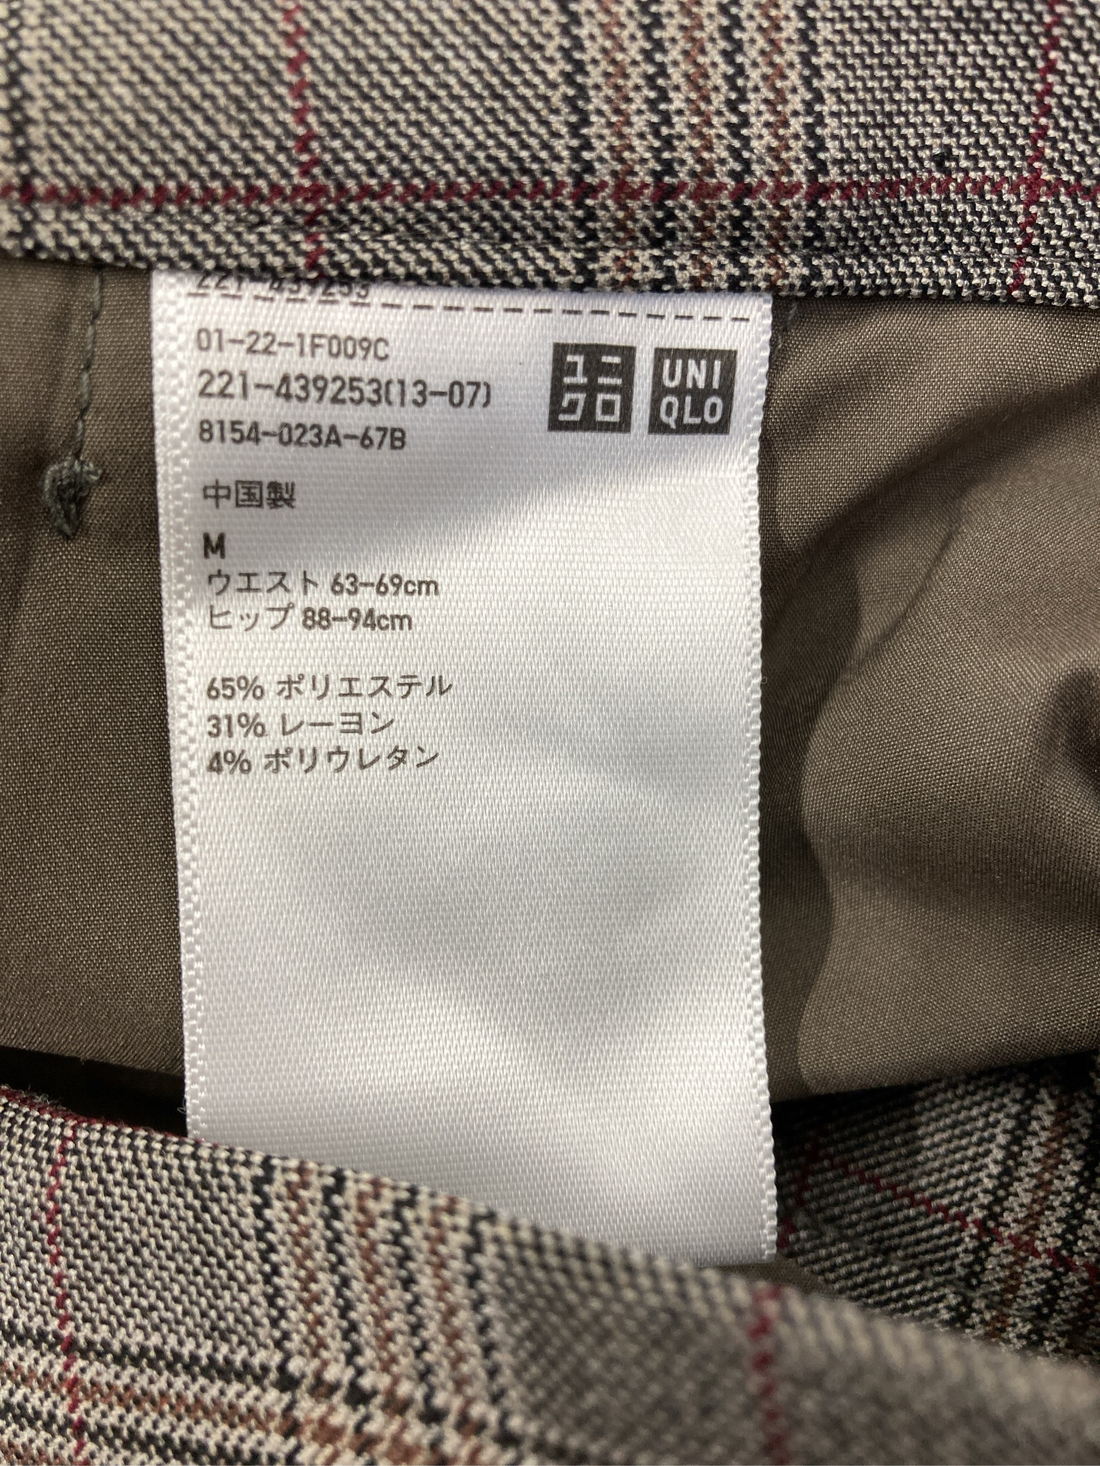 221-439253
01-22-1F009C
221-439253(13-07)
8154-023A-67B
ユニ
クロ
UNI
QLO
中国製
M
ウエスト 63-69cm
ヒップ 88-94cm
65% ポリエステル
31% レーヨン
4% ポリウレタン